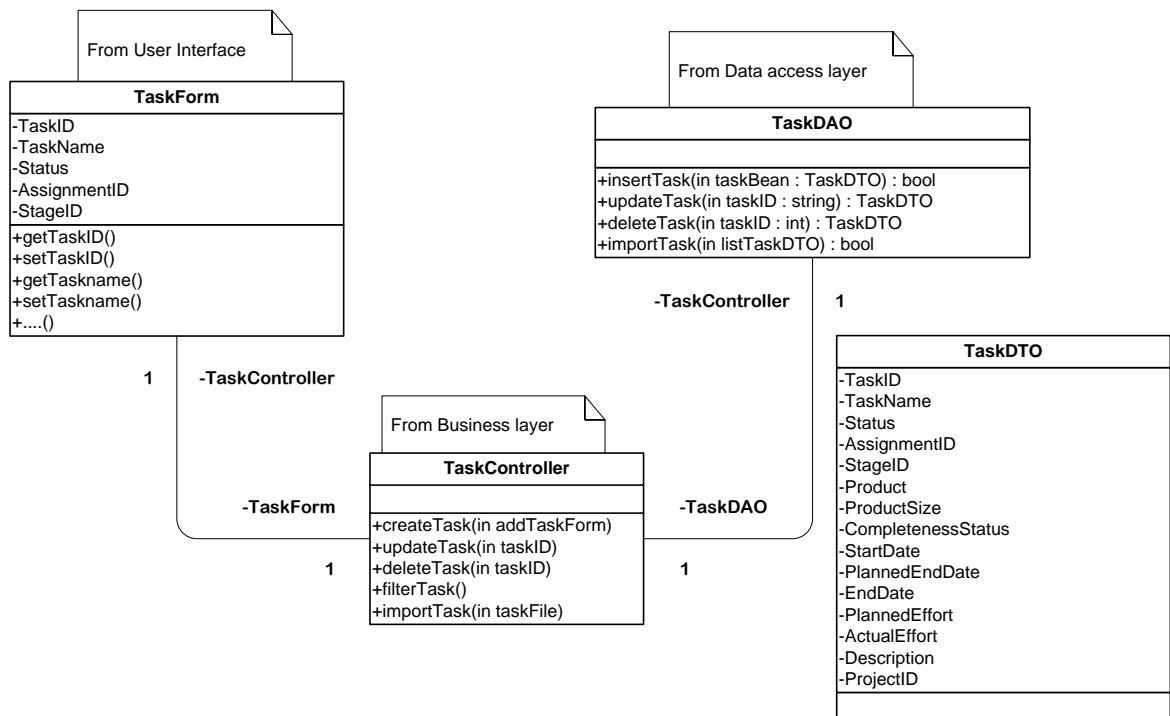 From User Interface
TaskForm
-TaskID
-TaskName
-Status
-AssignmentID
-StageID
+getTaskID()
+setTaskID()
+getTaskname()
+setTaskname()
+....()
From Data access layer
TaskDAO
+insertTask(in taskBean : TaskDTO) : bool
+updateTask(in taskID : string) : TaskDTO
+deleteTask(in taskID : int) : TaskDTO
+importTask(in listTaskDTO) : bool
-TaskController 1
1 -TaskController
From Business layer
TaskController
+createTask(in addTaskForm)
+updateTask(in taskID)
+deleteTask(in taskID)
+filterTask()
+importTask(in taskFile)
-TaskForm
1
-TaskDAO
1
TaskDTO
-TaskID
-TaskName
-Status
-AssignmentID
-StageID
-Product
-ProductSize
-CompletenessStatus
-StartDate
-PlannedEndDate
-EndDate
-PlannedEffort
-ActualEffort
-Description
-ProjectID